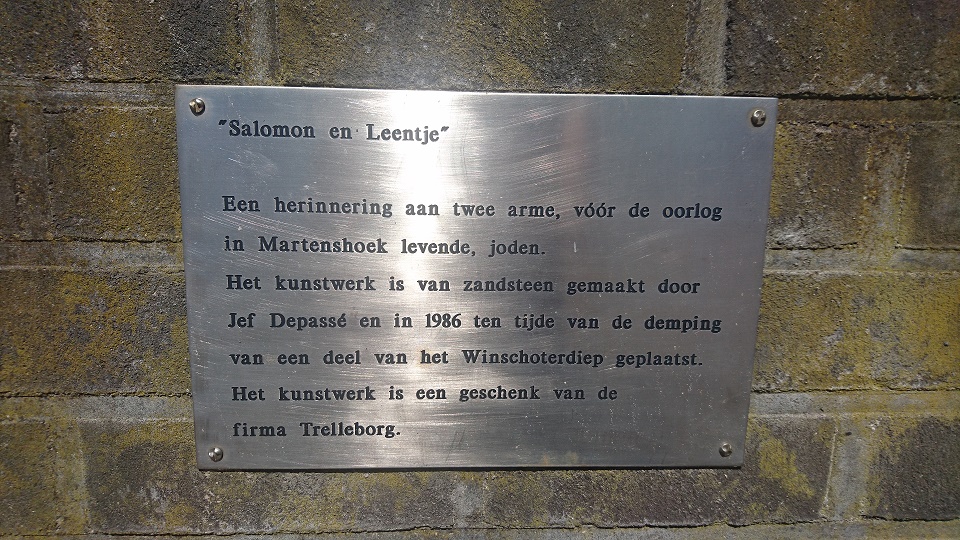 "Salomon en Leentje"
Een herinnering aan twee arme, vóór de oorlog
in Martenshoek levende, joden.
Het kunstwerk is van zandsteen gemaakt door
Jef Depassé en in 1986 ten tijde van de demping
van een deel van het Winschoterdiep geplaatst.
Het kunstwerk is een geschenk van de
firma Trelleborg.